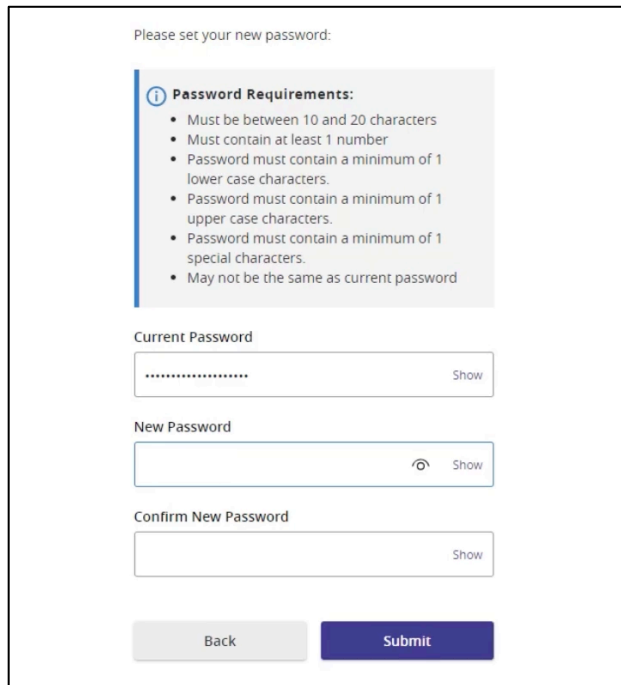 Please set your new password:
Password Requirements:
• Must be between 10 and 20 characters
• Must contain at least 1 number
• Password must contain a minimum of 1
lower case characters.
• Password must contain a minimum of 1
upper case characters.
• Password must contain a minimum of 1
special characters.
• May not be the same as current password
Current Password
•••••••••••••••••••• Show
New Password
Show
Confirm New Password
Show
Back Submit